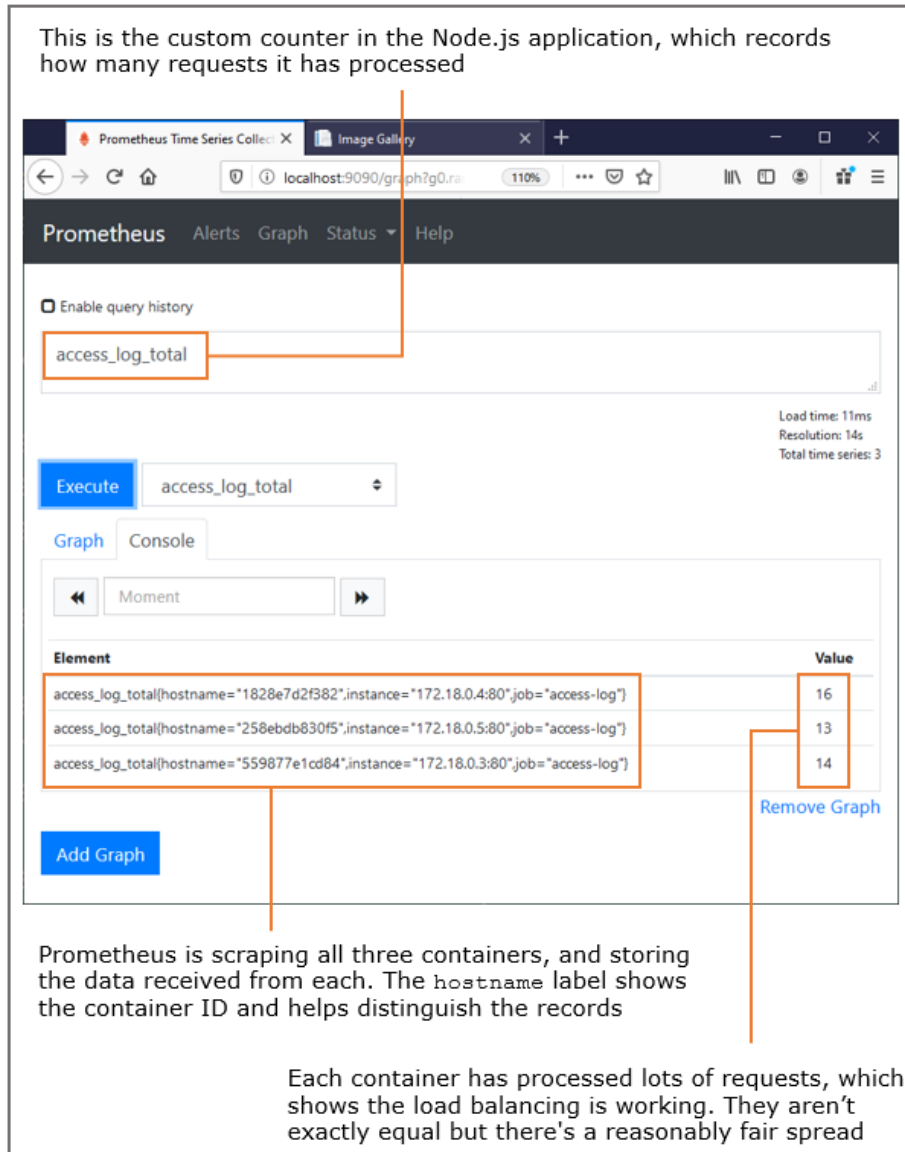 This is the custom counter in the Node.js application, which records
how many requests it has processed
Prometheus Time Series Collec
Image Gallery
localhost:9090/graph?g0.ra
110%
Prometheus Alerts Graph Status Help
Enable query history
access_log_total
Load time: 11ms
Resolution: 14s
Total time series: 3
Execute access_log_total
Graph Console
Moment
Element Value
access_log_total{hostname="1828e7d2f382",instance="172.18.0.4:80",job="access-log"} 16
access_log_total{hostname="258ebdb830f5",instance="172.18.0.5:80",job="access-log"} 13
access_log_total{hostname="559877e1cd84",instance="172.18.0.3:80",job="access-log"} 14
Remove Graph
Add Graph
Prometheus is scraping all three containers, and storing
the data received from each. The hostname label shows
the container ID and helps distinguish the records
Each container has processed lots of requests, which
shows the load balancing is working. They aren’t
exactly equal but there's a reasonably fair spread